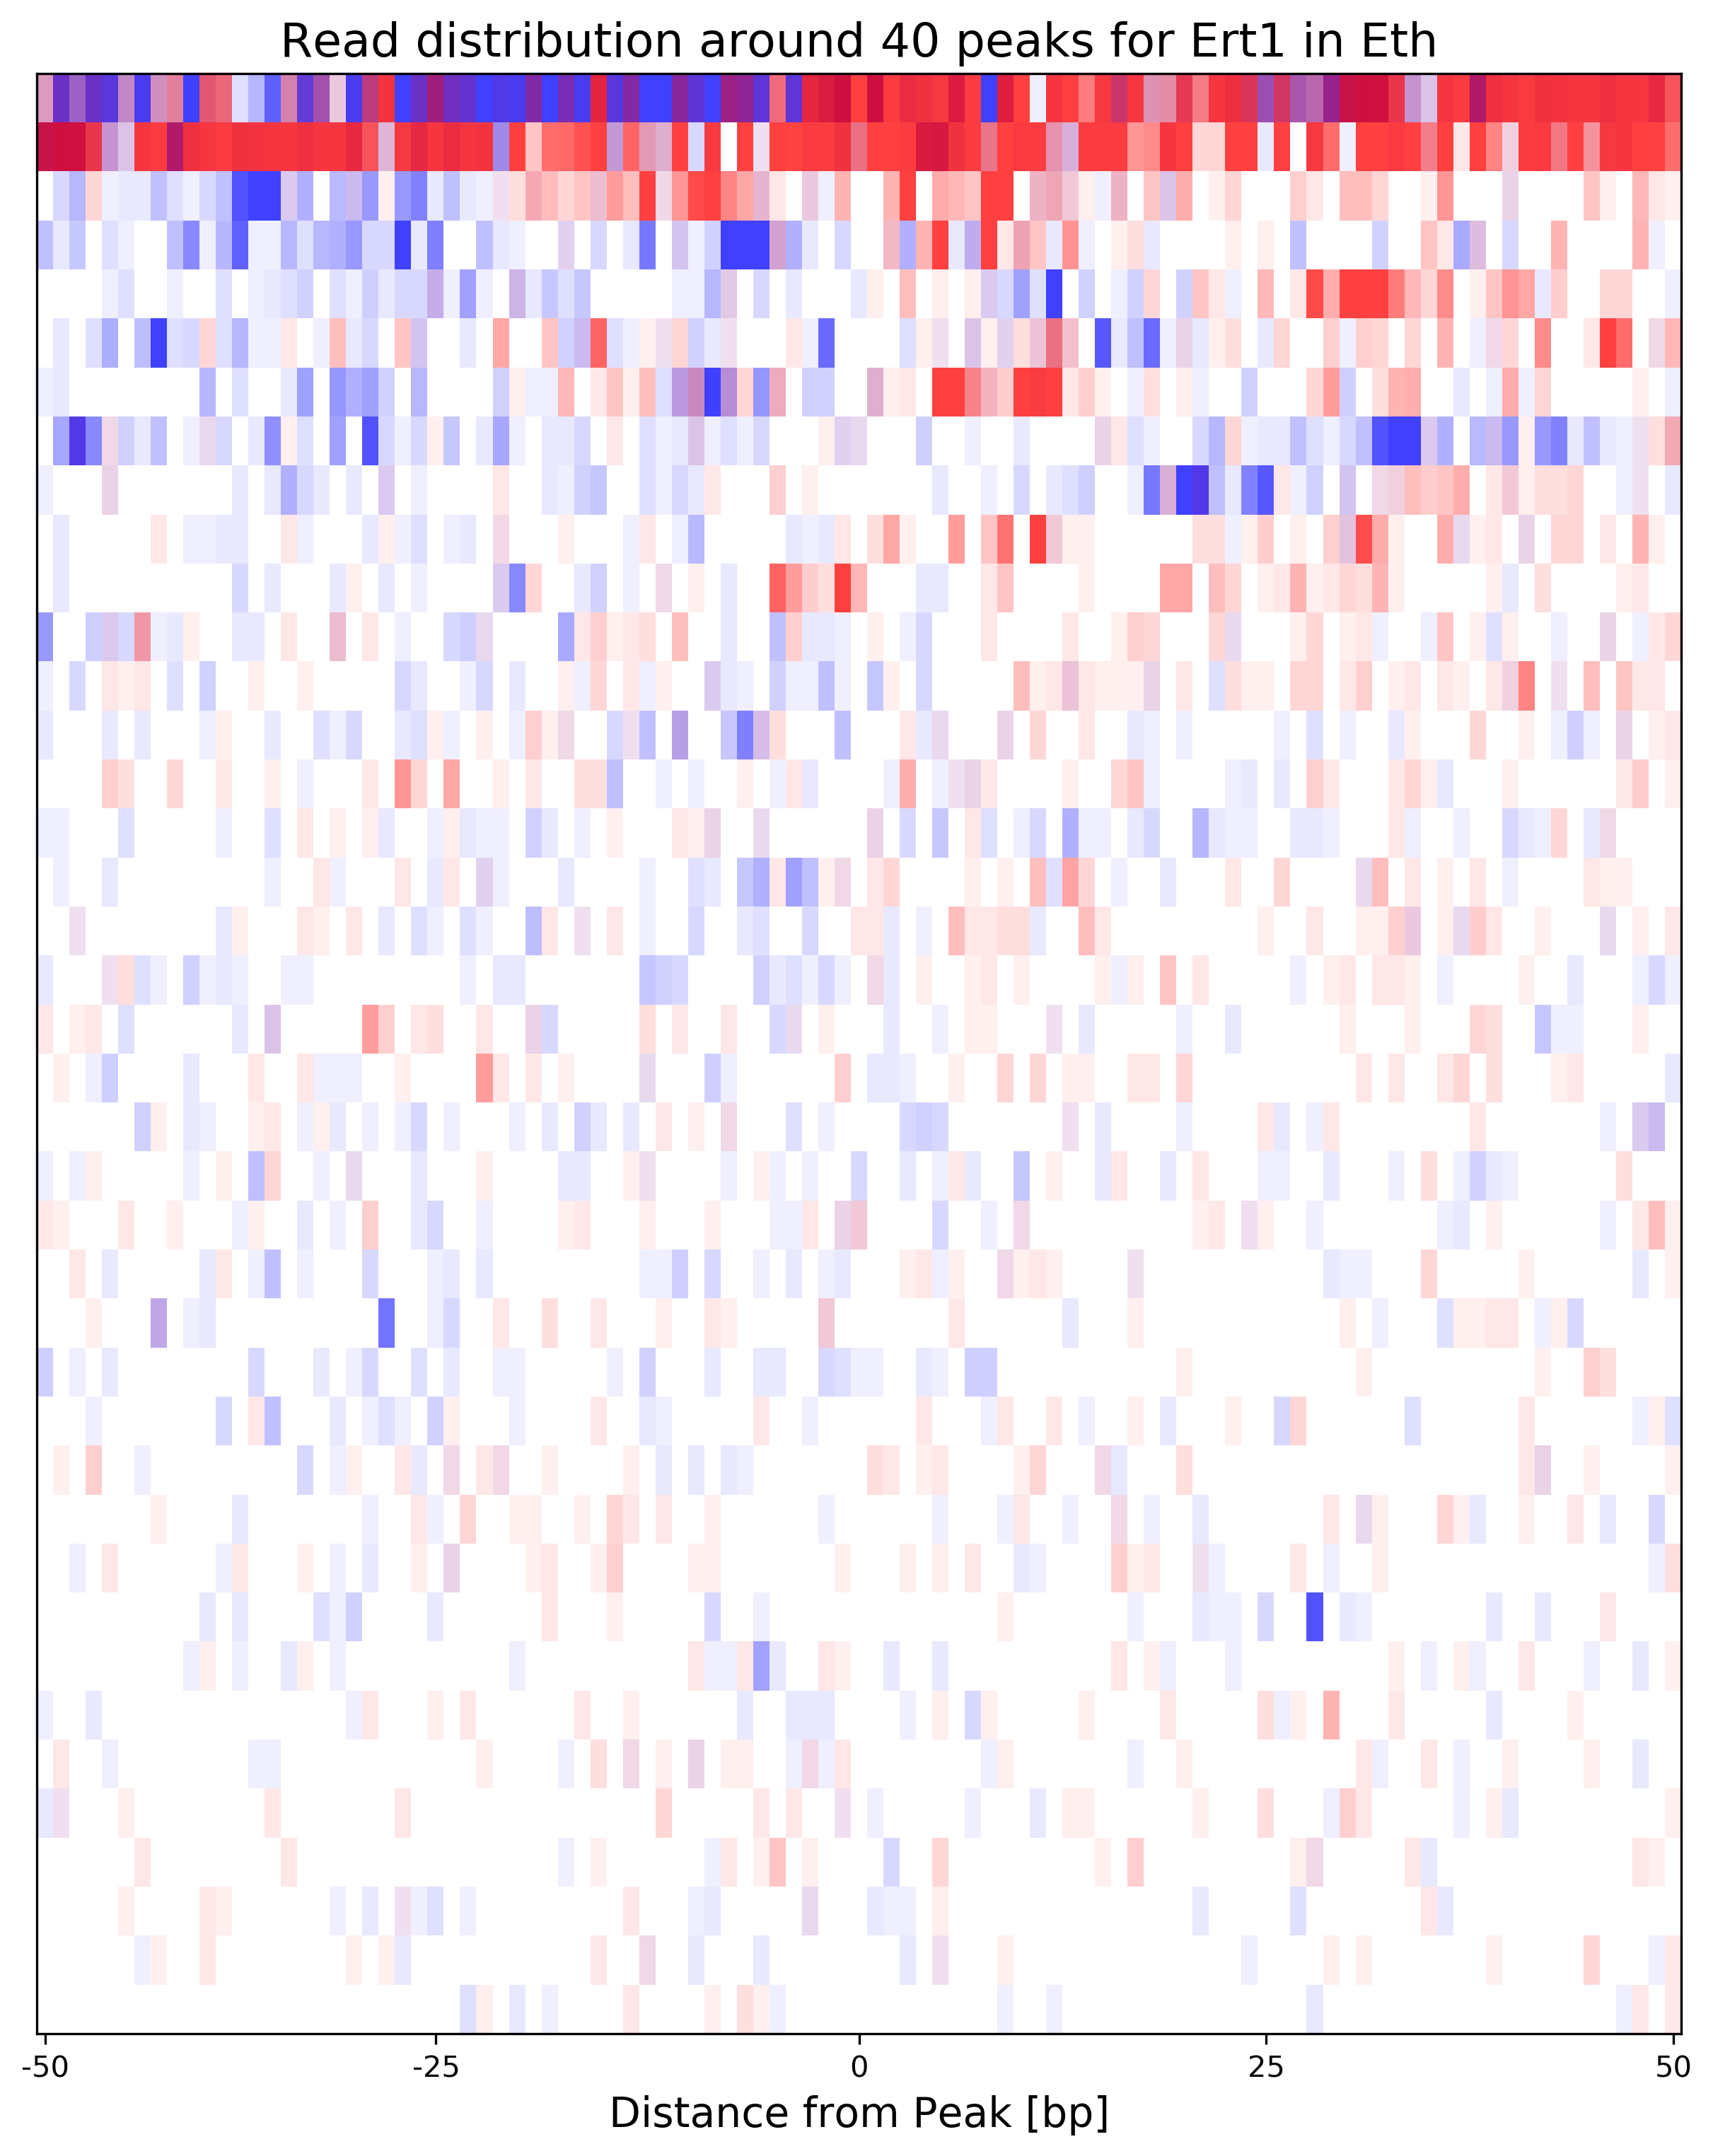 Read distribution around 40 peaks for Ert1 in Eth
-50 -25 0 25 50
Distance from Peak [bp]